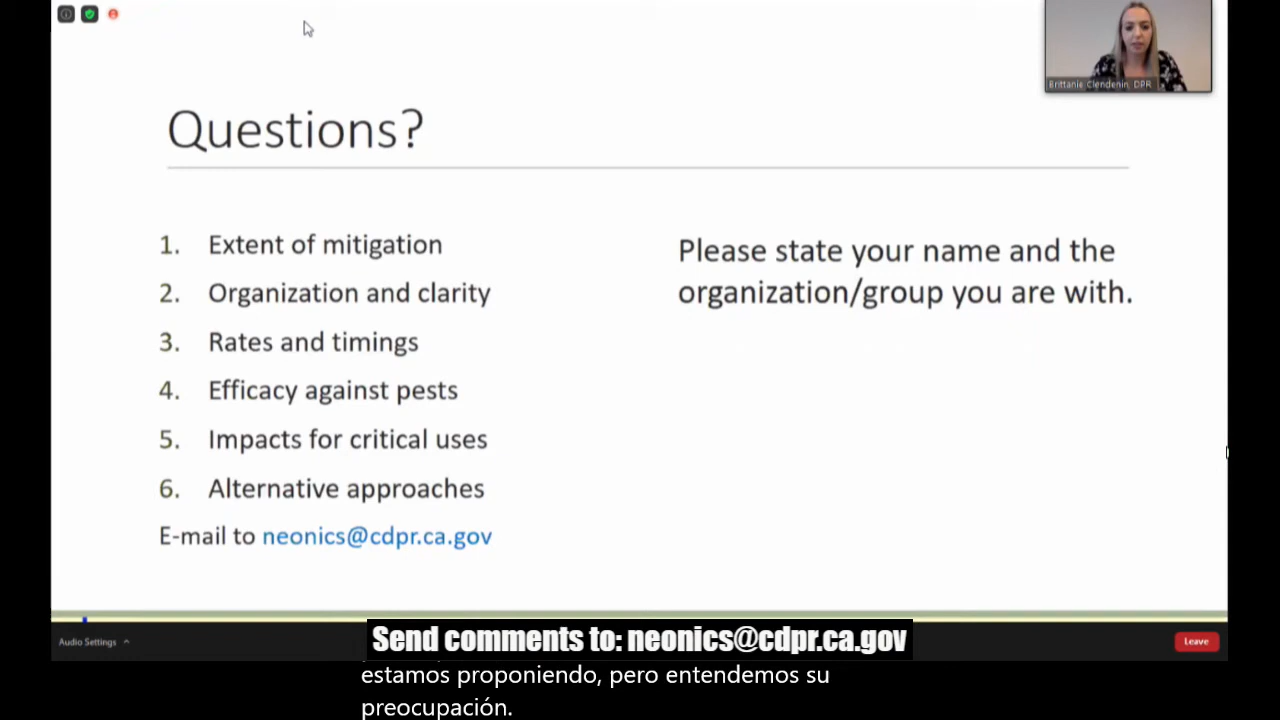 Brittanie Clendenin, DPR
Questions?
1. Extent of mitigation
2. Organization and clarity
3. Rates and timings
4. Efficacy against pests
5. Impacts for critical uses
6. Alternative approaches
E-mail to neonics@cdpr.ca.gov
Please state your name and the
organization/group you are with.
Audio Settings
Leave
Send comments to: neonics@cdpr.ca.gov
estamos proponiendo, pero entendemos su
preocupación.